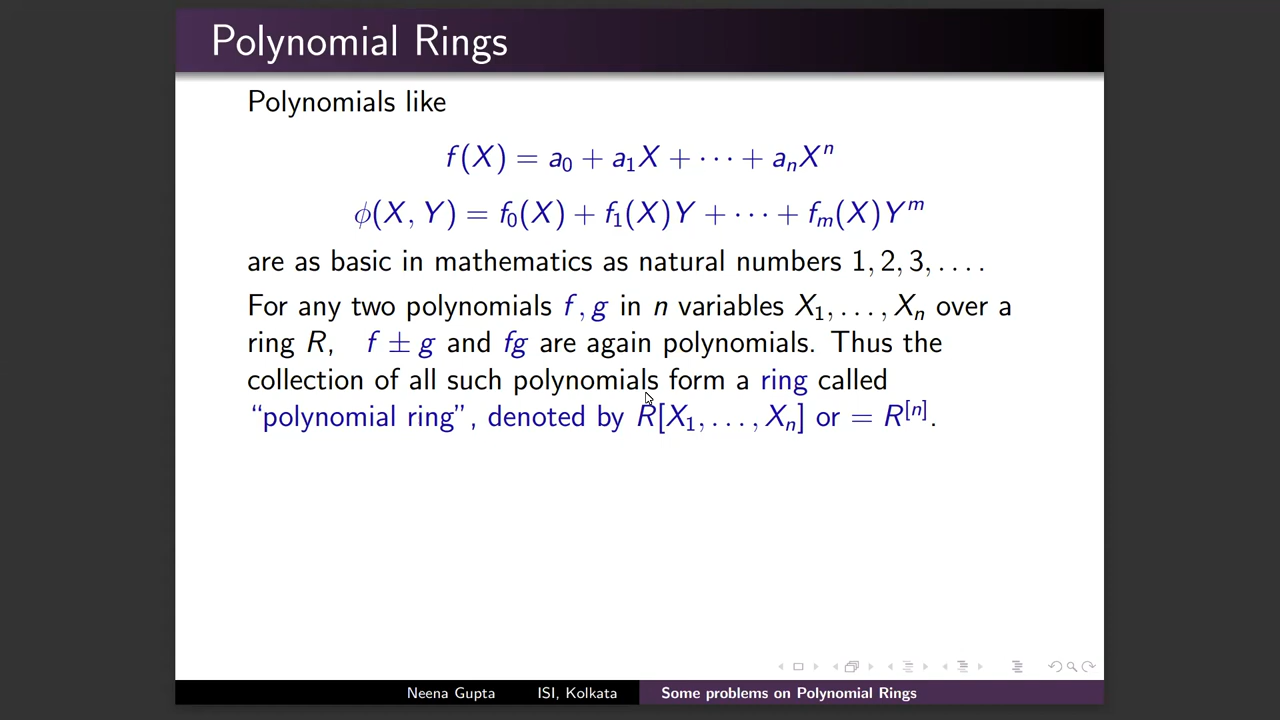 Polynomial Rings
Polynomials like
f(X) = a₀ + a₁X + ··· + aₙXⁿ
ϕ(X, Y) = f₀(X) + f₁(X)Y + ··· + fₘ(X)Yᵐ
are as basic in mathematics as natural numbers 1, 2, 3, . . . .
For any two polynomials f, g in n variables X₁, . . . , Xₙ over a
ring R, f ± g and fg are again polynomials. Thus the
collection of all such polynomials form a ring called
“polynomial ring”, denoted by R[X₁, . . . , Xₙ] or = R^[n].
Neena Gupta ISI, Kolkata Some problems on Polynomial Rings